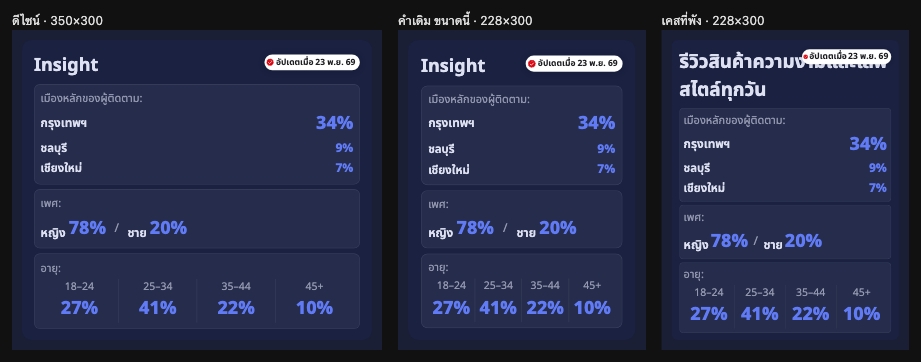 ดีไซน์ · 350×300
Insight
อัปเดตเมื่อ 23 พ.ย. 69
เมืองหลักของผู้ติดตาม:
กรุงเทพฯ 34%
ชลบุรี 9%
เชียงใหม่ 7%
เพศ:
หญิง 78% / ชาย 20%
อายุ:
18–24 25–34 35–44 45+
27% 41% 22% 10%
คำเดิม ขนาดนี้ · 228×300
Insight
อัปเดตเมื่อ 23 พ.ย. 69
เมืองหลักของผู้ติดตาม:
กรุงเทพฯ 34%
ชลบุรี 9%
เชียงใหม่ 7%
เพศ:
หญิง 78% / ชาย 20%
อายุ:
18–24 25–34 35–44 45+
27% 41% 22% 10%
เคสที่พัง · 228×300
อัปเดตเมื่อ 23 พ.ย. 69
รีวิวสินค้าความงาม
สไตล์ทุกวัน
เมืองหลักของผู้ติดตาม:
กรุงเทพฯ 34%
ชลบุรี 9%
เชียงใหม่ 7%
เพศ:
หญิง 78% / ชาย 20%
อายุ:
18–24 25–34 35–44 45+
27% 41% 22% 10%